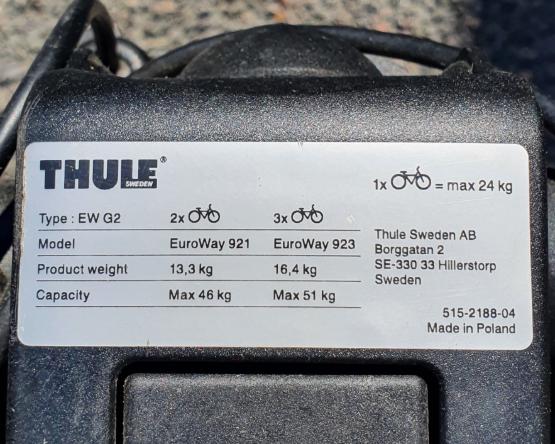 THULE®
SWEDEN
1x = max 24 kg
Type : EW G2 2x 3x
Model EuroWay 921 EuroWay 923
Product weight 13,3 kg 16,4 kg
Capacity Max 46 kg Max 51 kg
Thule Sweden AB
Borggatan 2
SE-330 33 Hillerstorp
Sweden
515-2188-04
Made in Poland